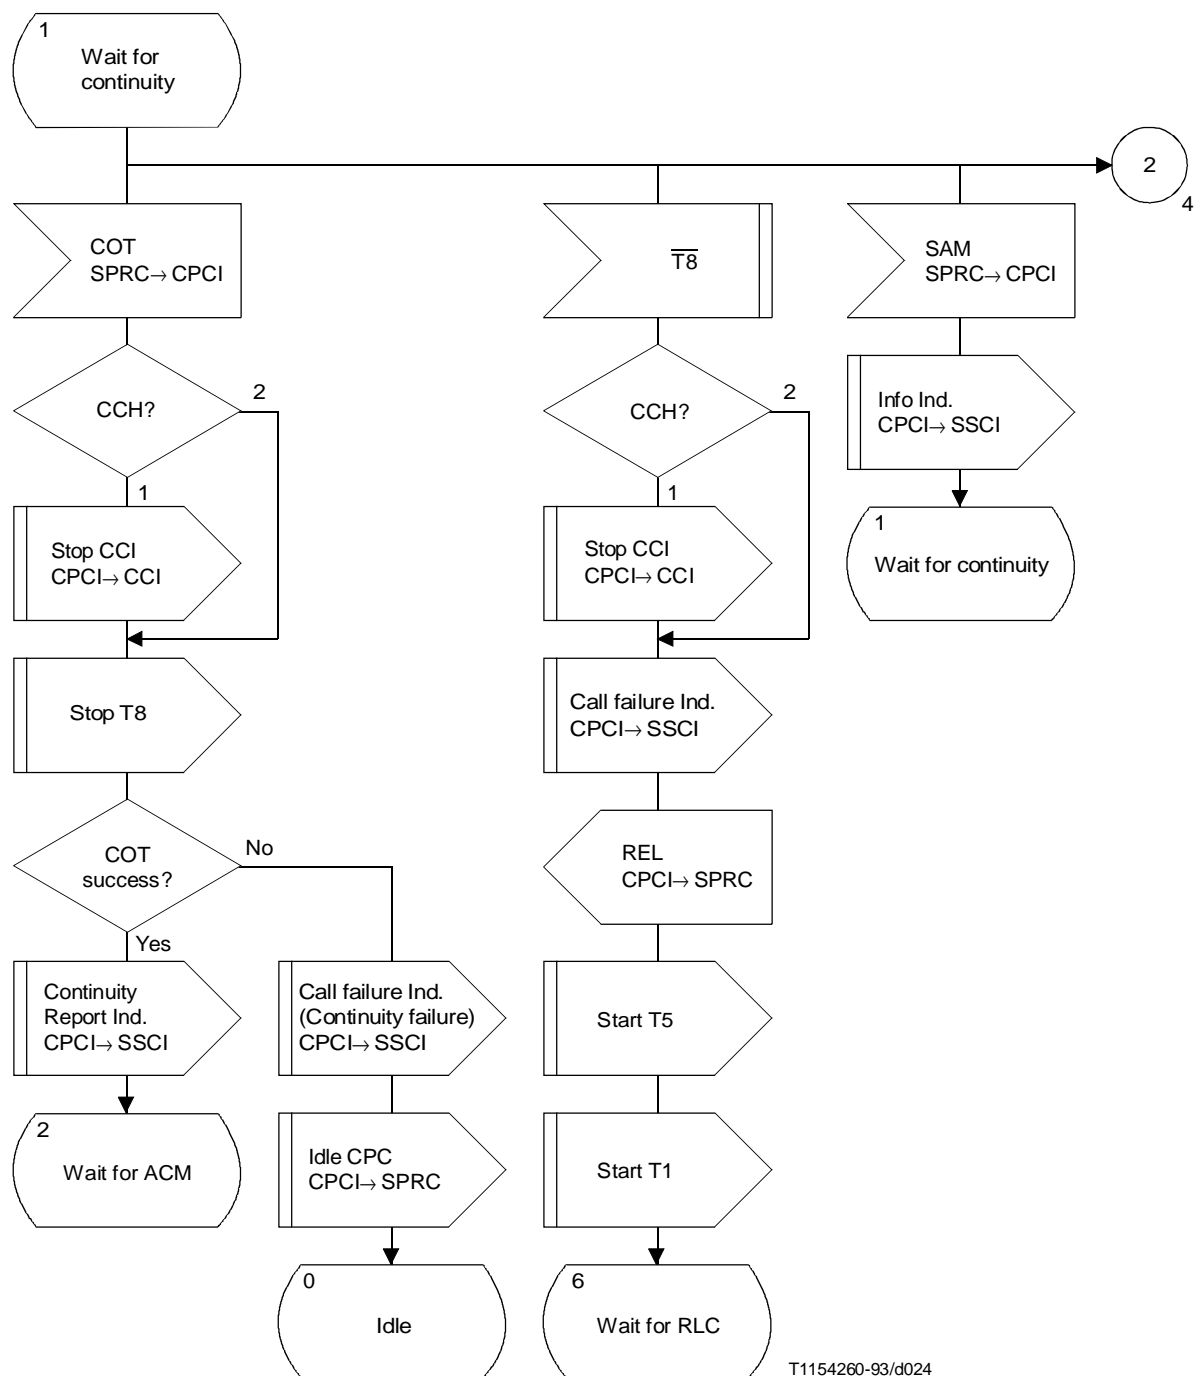 1
Wait for
continuity
2
4
COT
SPRC→CPCI
T8
SAM
SPRC→CPCI
CCH?
2
1
CCH?
2
1
Info Ind.
CPCI→SSCI
Stop CCI
CPCI→CCI
Stop CCI
CPCI→CCI
1
Wait for continuity
Stop T8
Call failure Ind.
CPCI→SSCI
COT
success?
No
Yes
REL
CPCI→SPRC
Continuity
Report Ind.
CPCI→SSCI
Call failure Ind.
(Continuity failure)
CPCI→SSCI
Start T5
2
Wait for ACM
Idle CPC
CPCI→SPRC
Start T1
0
Idle
6
Wait for RLC
T1154260-93/d024